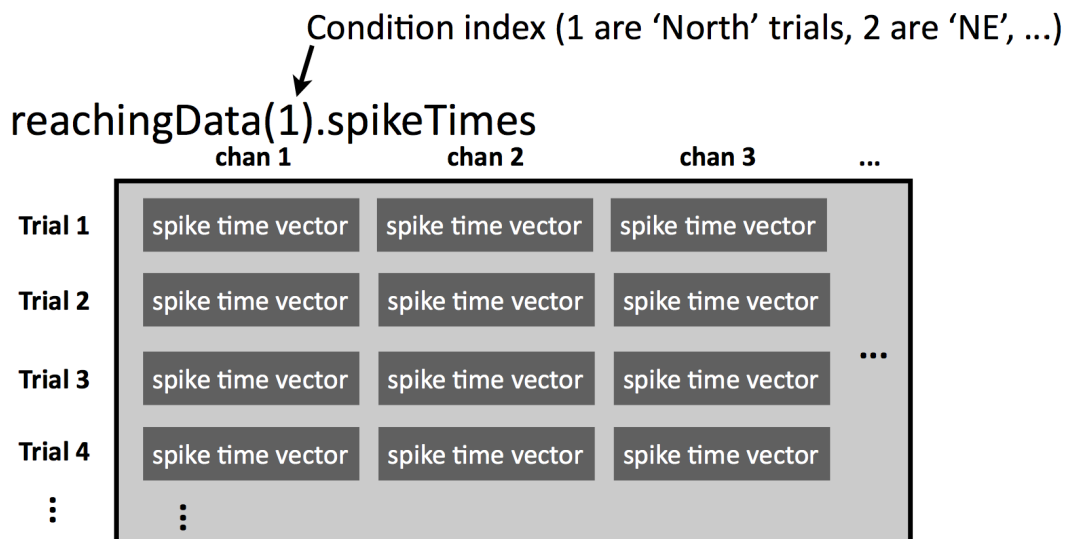 Condition index (1 are ‘North’ trials, 2 are ‘NE’, ...)
reachingData(1).spikeTimes
chan 1 chan 2 chan 3 ...
Trial 1 spike time vector spike time vector spike time vector
Trial 2 spike time vector spike time vector spike time vector
...
Trial 3 spike time vector spike time vector spike time vector
Trial 4 spike time vector spike time vector spike time vector
⋮ ⋮